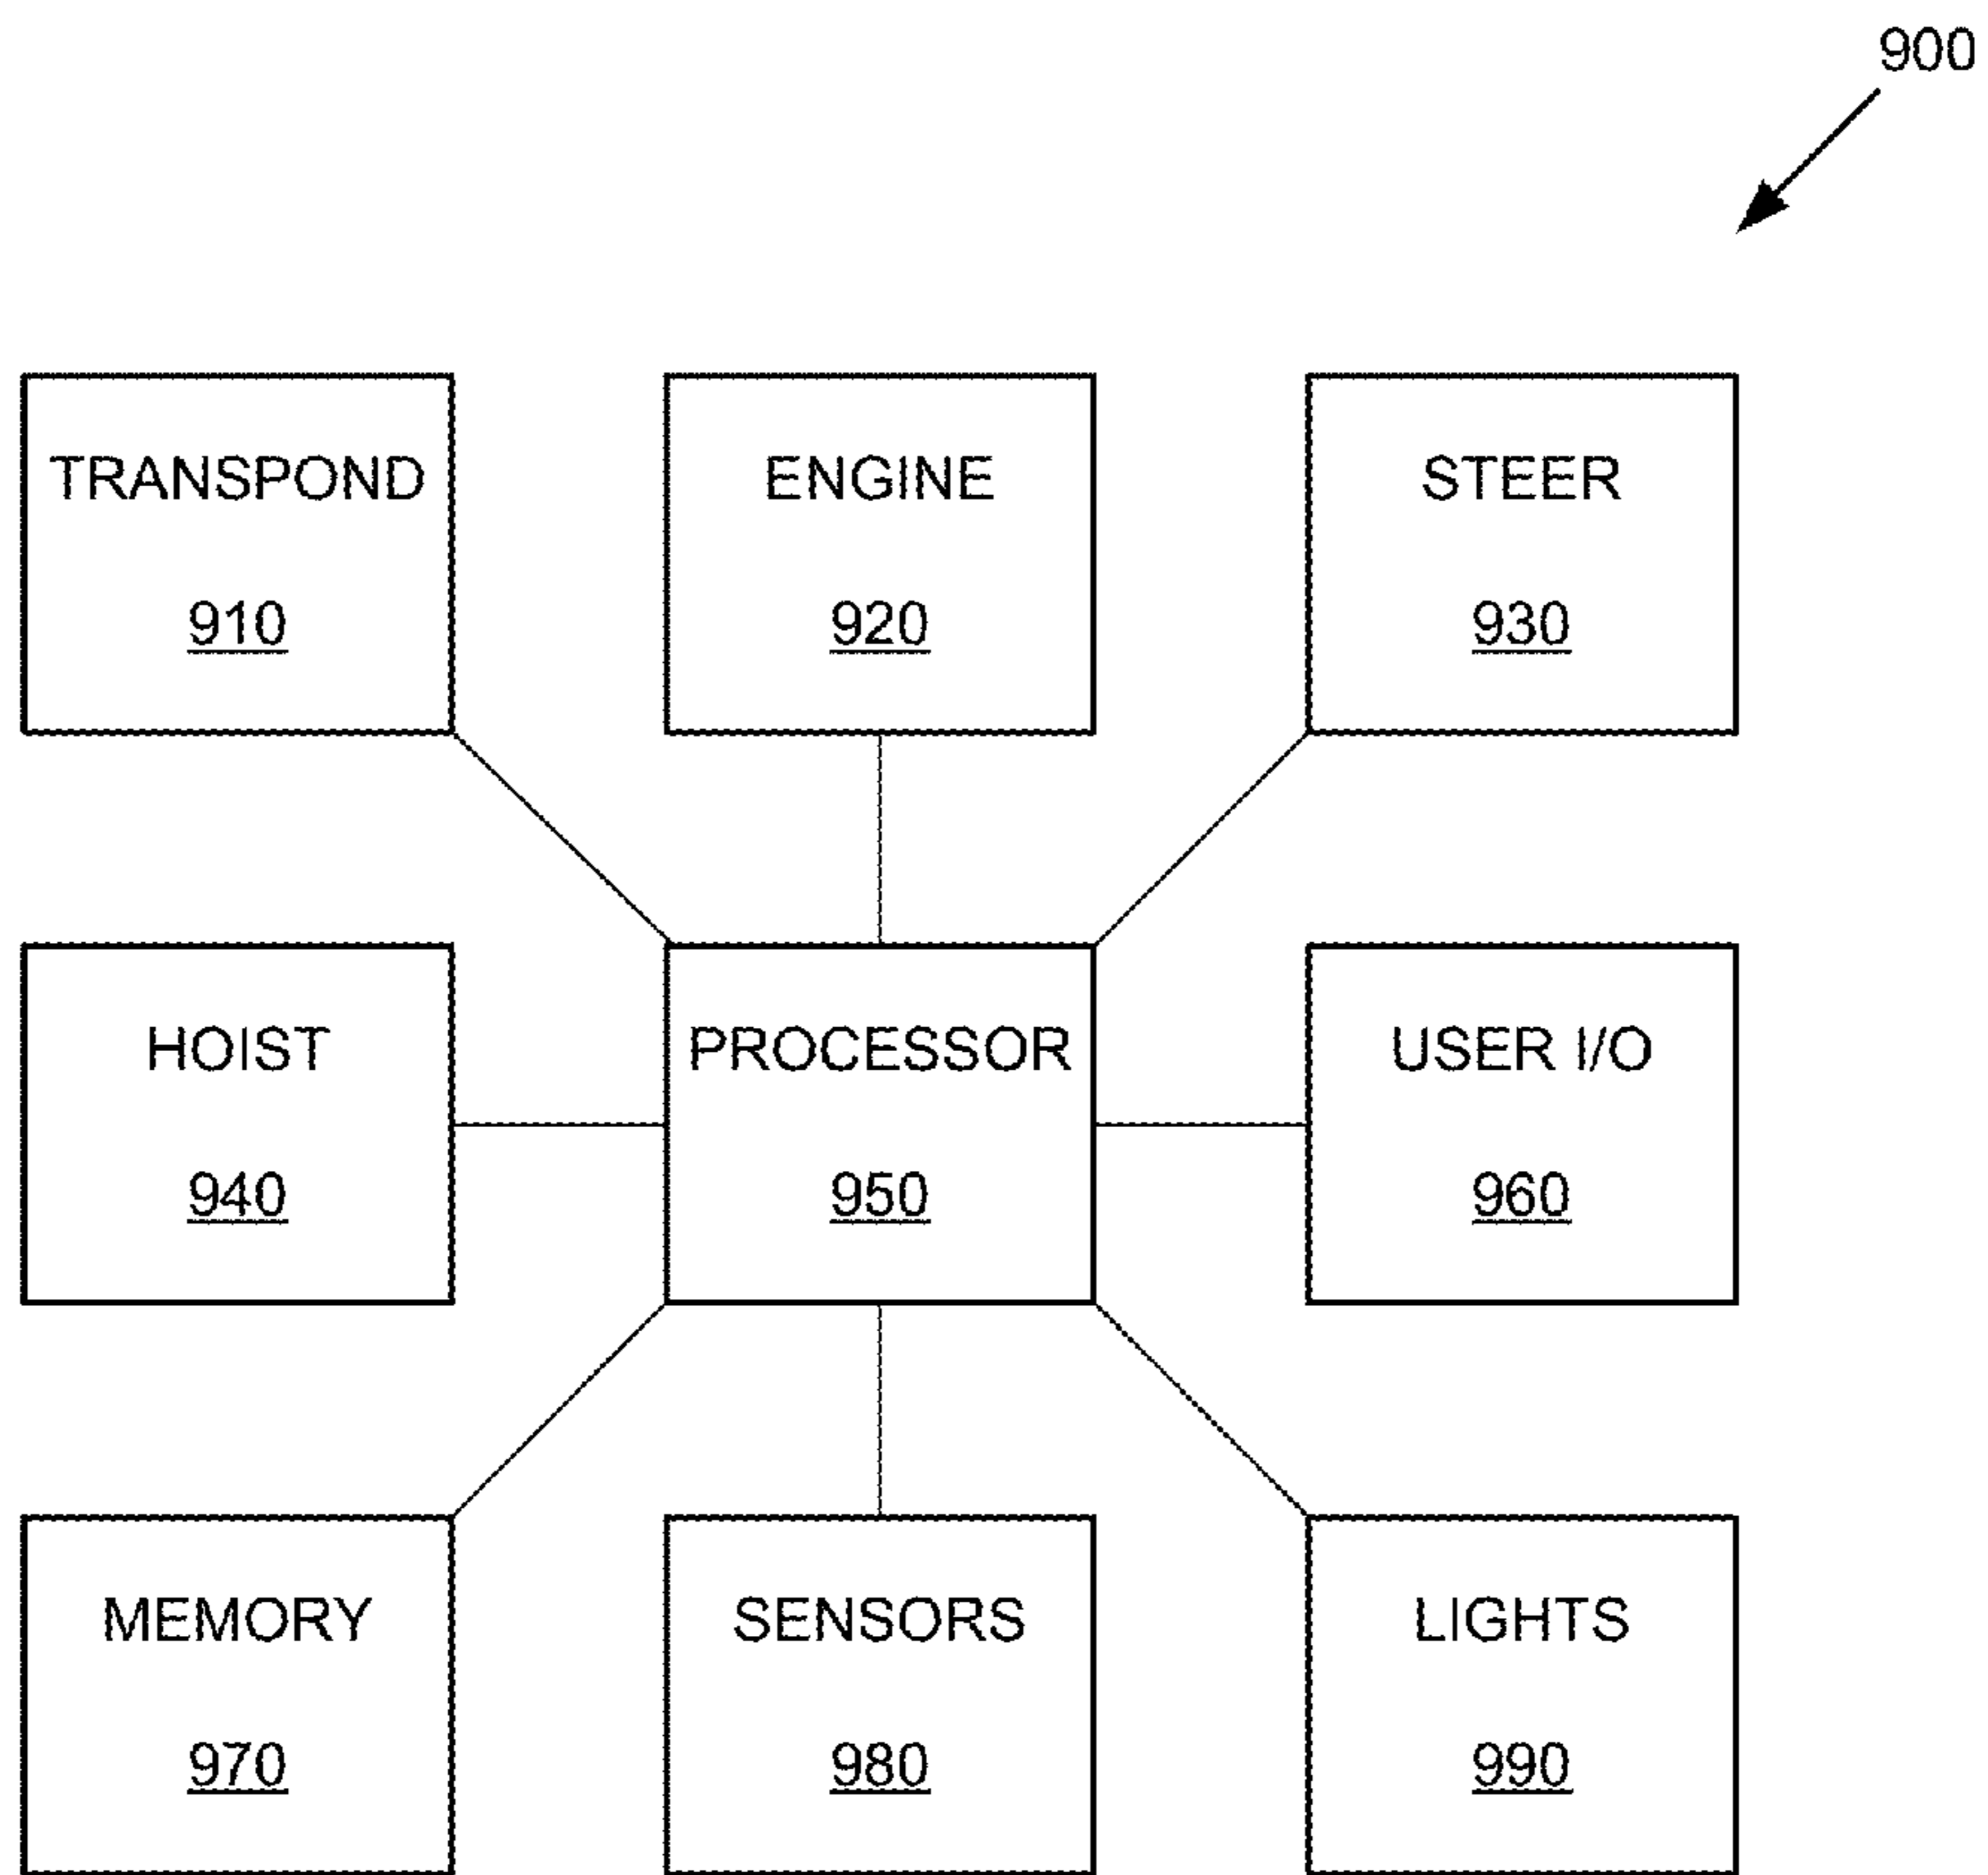 900
TRANSPOND
910
ENGINE
920
STEER
930
HOIST
940
PROCESSOR
950
USER I/O
960
MEMORY
970
SENSORS
980
LIGHTS
990